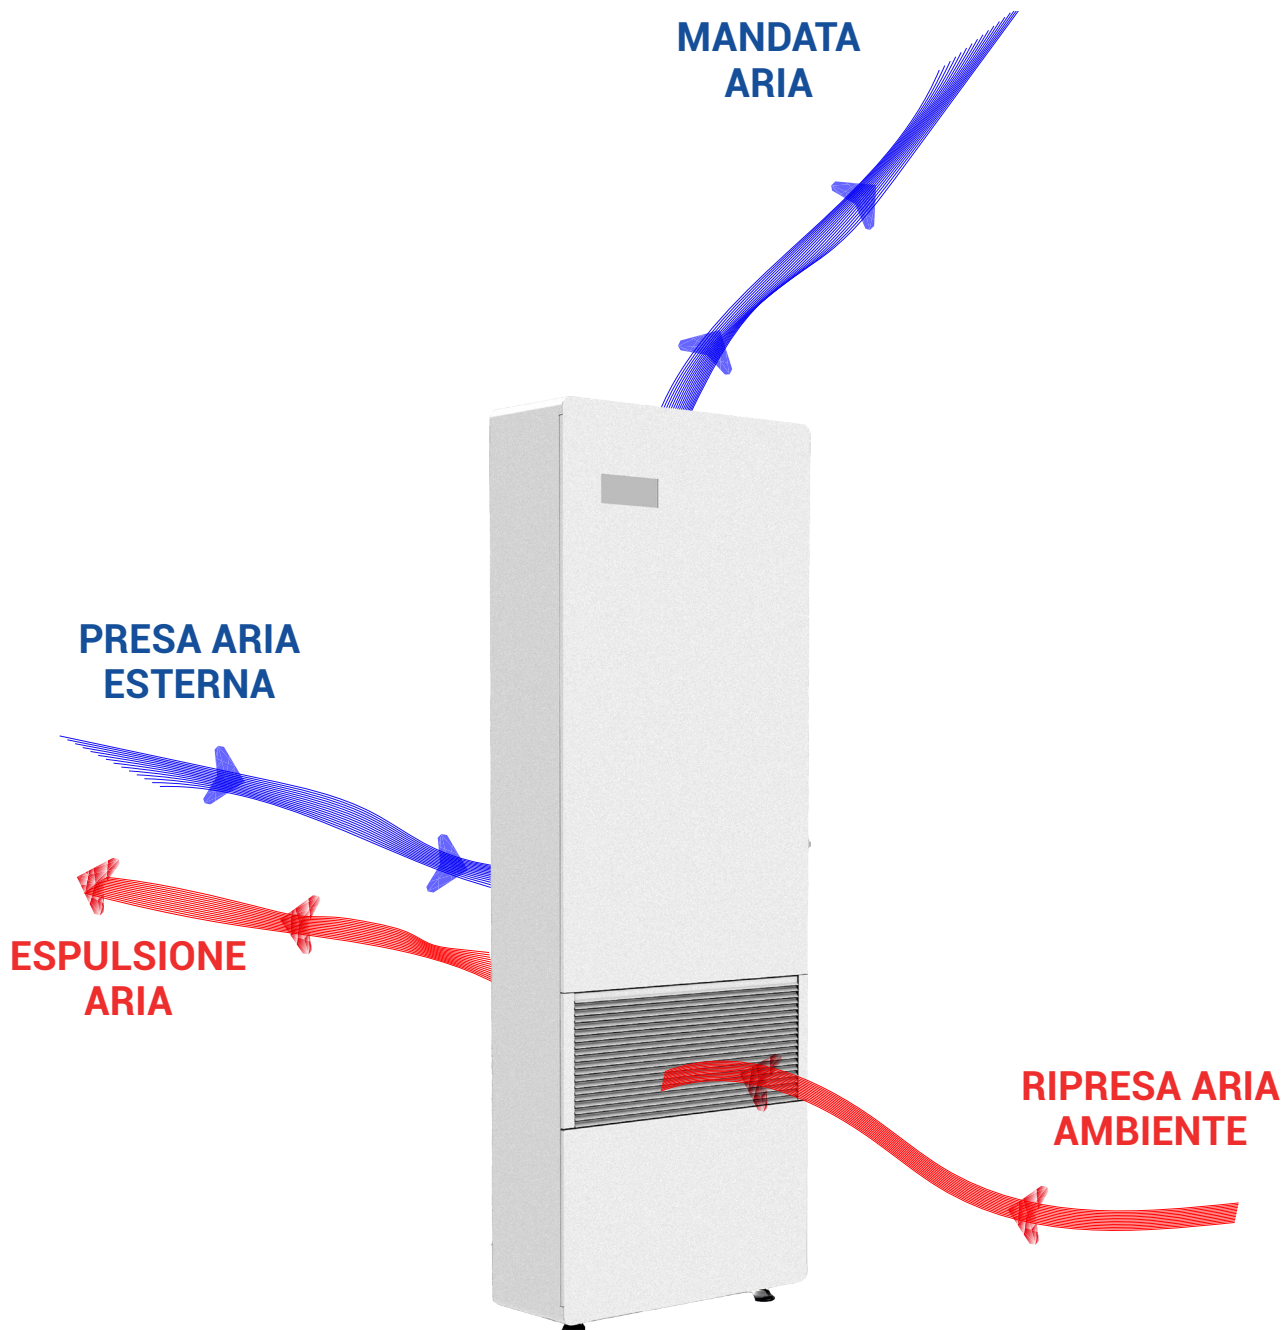 MANDATA
ARIA
PRESA ARIA
ESTERNA
ESPULSIONE
ARIA
RIPRESA ARIA
AMBIENTE